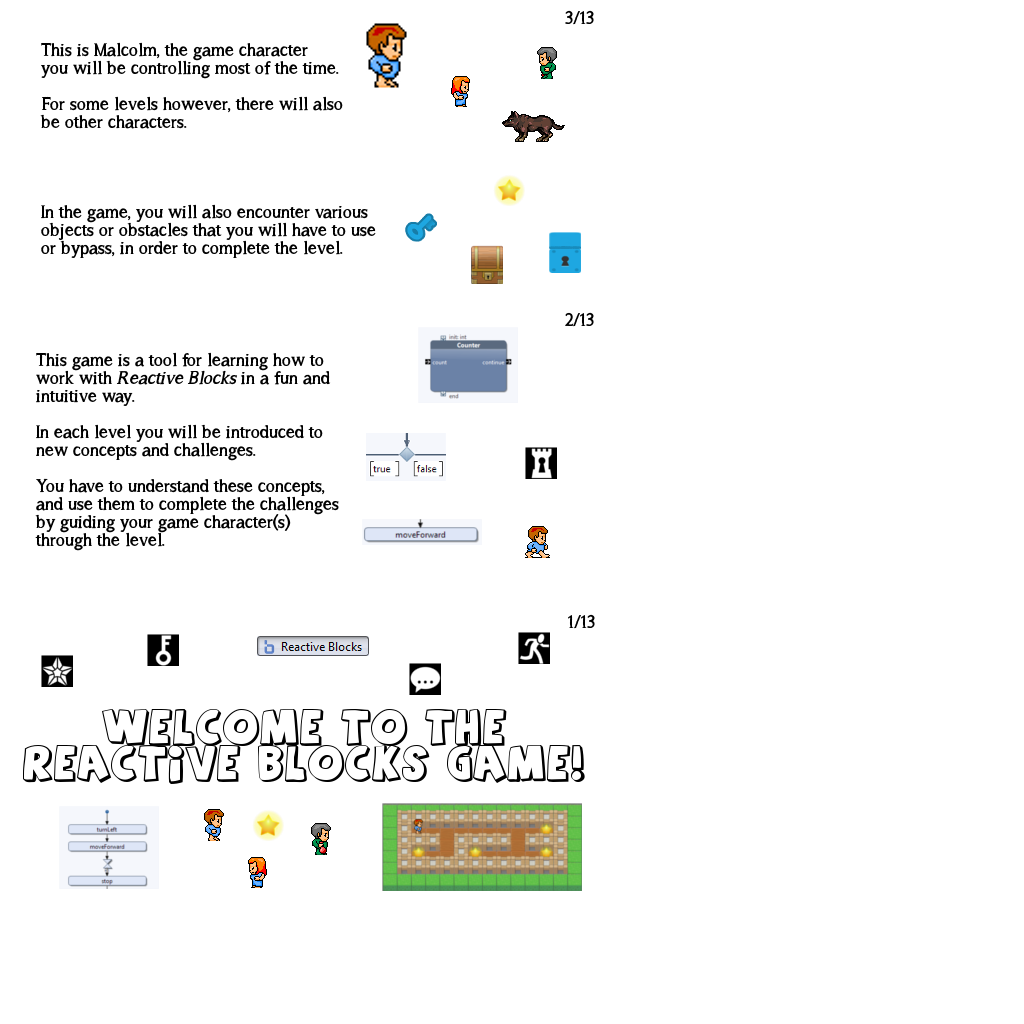 3/13
This is Malcolm, the game character
you will be controlling most of the time.
For some levels however, there will also
be other characters.
In the game, you will also encounter various
objects or obstacles that you will have to use
or bypass, in order to complete the level.
2/13
This game is a tool for learning how to
work with Reactive Blocks in a fun and
intuitive way.
In each level you will be introduced to
new concepts and challenges.
You have to understand these concepts,
and use them to complete the challenges
by guiding your game character(s)
through the level.
init: int
Counter
count continue
end
[true ] [false ]
moveForward
1/13
Reactive Blocks
WELCOME TO THE
REACTiVE BLOCKS GAME!
turnLeft
moveForward
stop